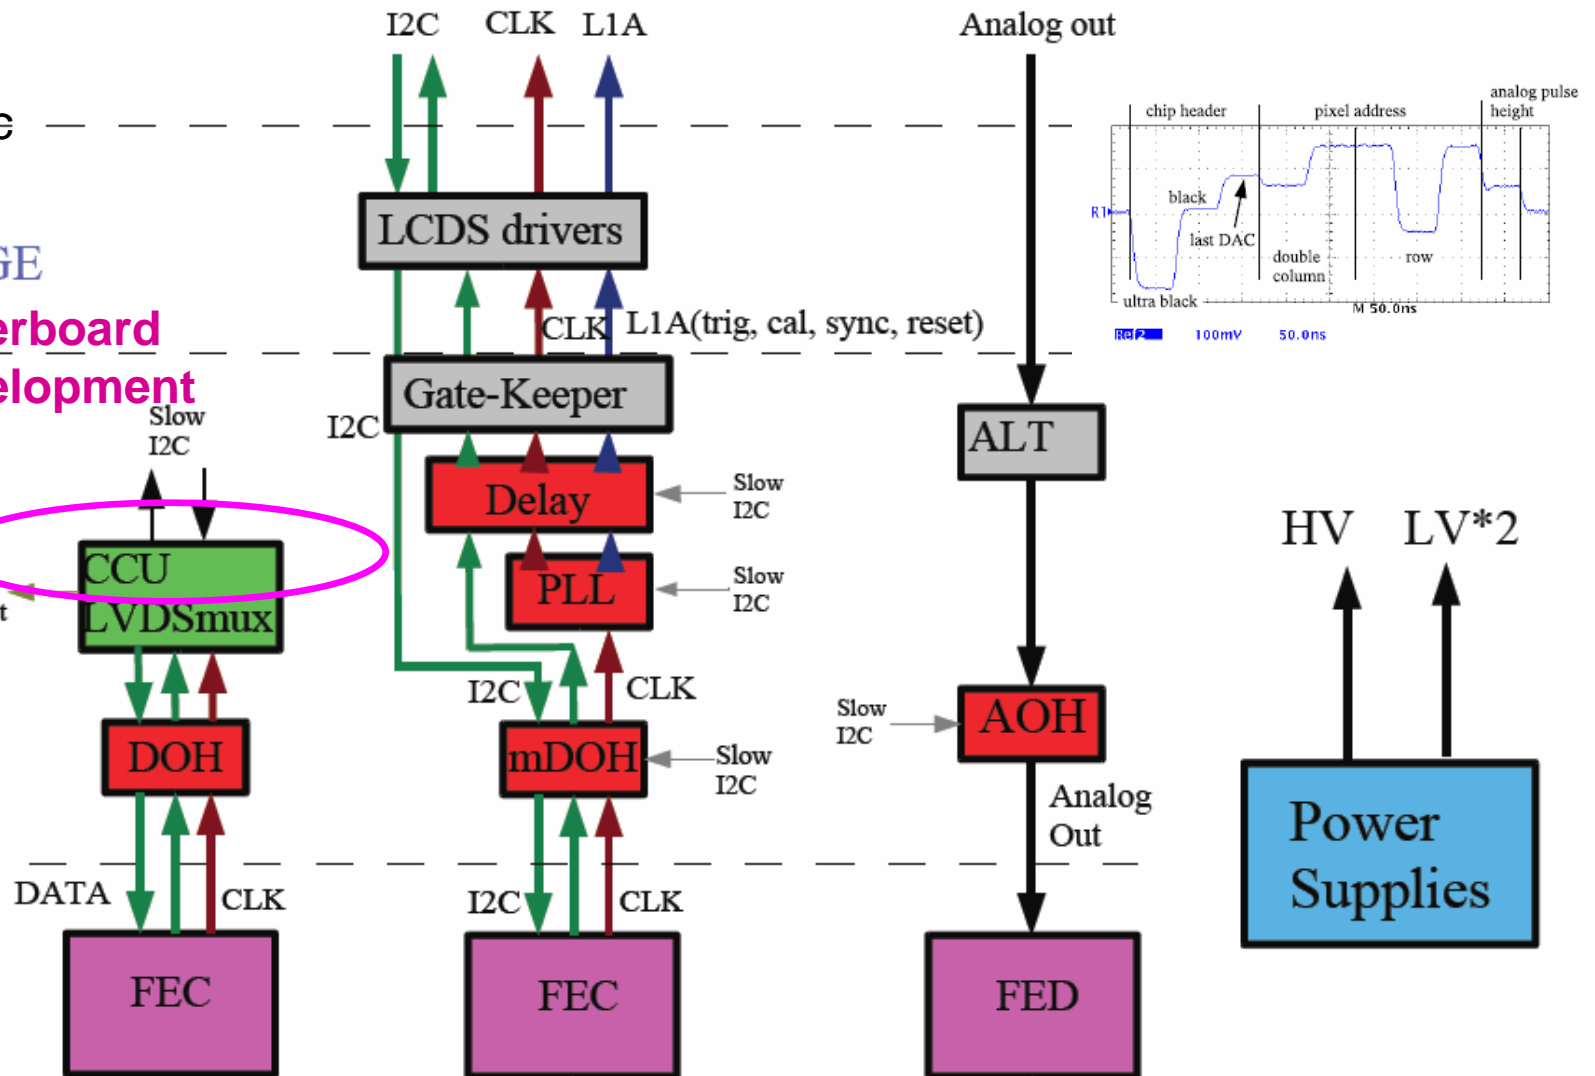 I2C
CLK
L1A
Analog out
c
analog pulse
height
chip header
pixel address
black
R1
last DAC
double
column
row
ultra black
M 50.0ns
Ref2 100mV 50.0ns
LCDS drivers
GE
erboard
CLK
L1A(trig, cal, sync, reset)
elopment
Gate-Keeper
I2C
Slow
I2C
ALT
Delay
Slow
I2C
HV
LV*2
CCU
LVDSmux
t
PLL
Slow
I2C
I2C
CLK
DOH
mDOH
Slow
I2C
Slow
I2C
AOH
Analog
Out
Power
Supplies
DATA
CLK
I2C
CLK
FEC
FEC
FED